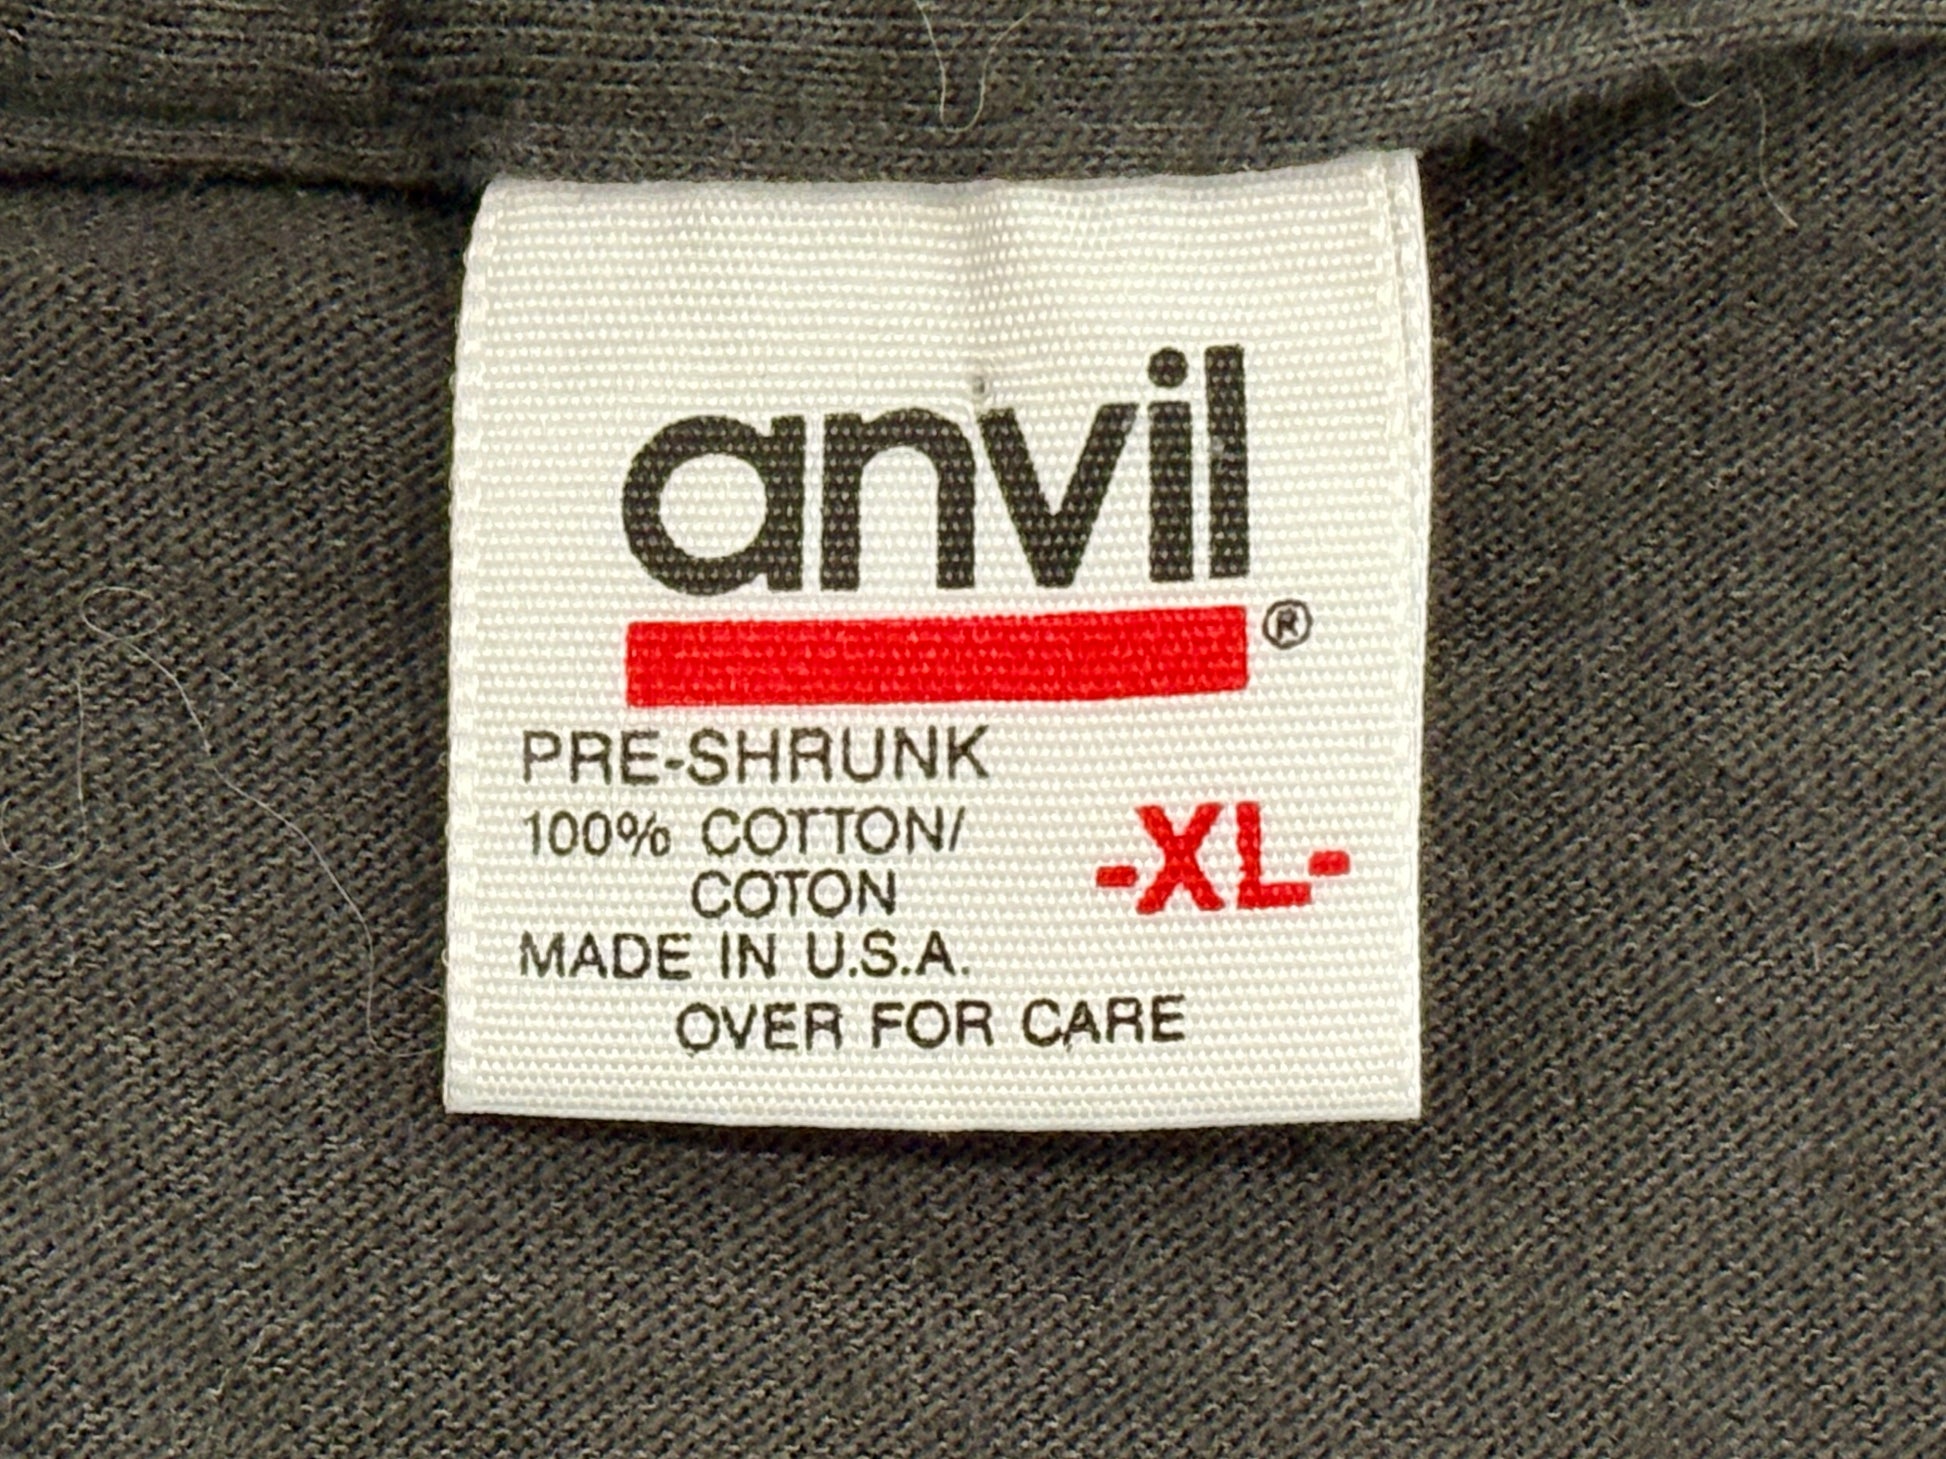 anvil
®
PRE-SHRUNK
100% COTTON/
COTON
-XL-
MADE IN U.S.A.
OVER FOR CARE